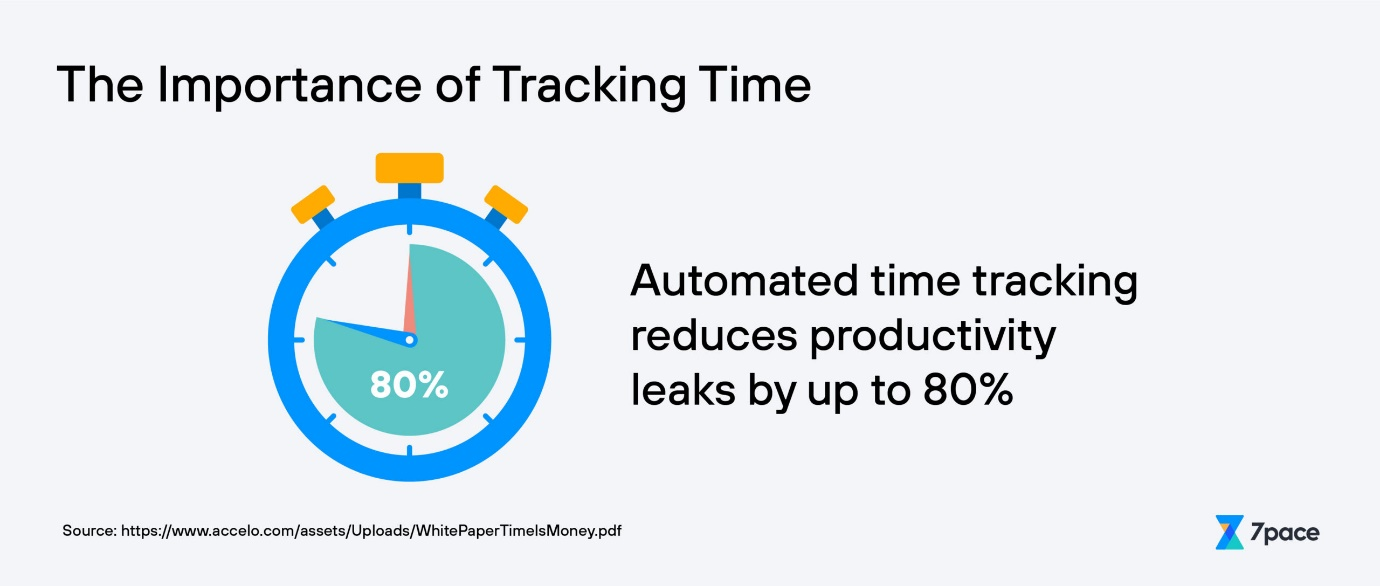 The Importance of Tracking Time
80%
Automated time tracking
reduces productivity
leaks by up to 80%
Source: https://www.accelo.com/assets/Uploads/WhitePaperTimeIsMoney.pdf
7pace